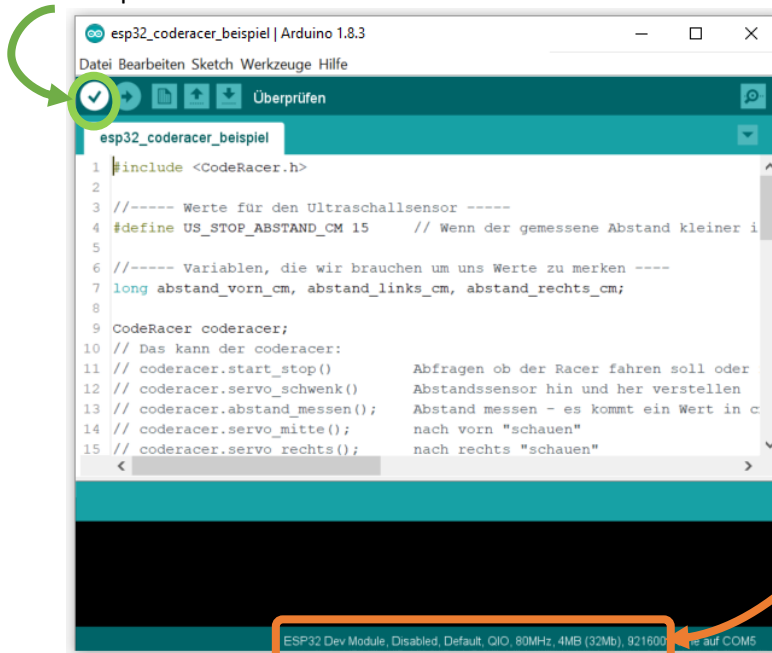 esp32_coderacer_beispiel | Arduino 1.8.3
Datei Bearbeiten Sketch Werkzeuge Hilfe
Überprüfen
esp32_coderacer_beispiel
1 #include <CodeRacer.h>
2
3 //----- Werte für den Ultraschallsensor -----
4 #define US_STOP_ABSTAND_CM 15 // Wenn der gemessene Abstand kleiner i
5
6 //----- Variablen, die wir brauchen um uns Werte zu merken ----
7 long abstand_vorn_cm, abstand_links_cm, abstand_rechts_cm;
8
9 CodeRacer coderacer;
10 // Das kann der coderacer:
11 // coderacer.start_stop() Abfragen ob der Racer fahren soll oder
12 // coderacer.servo_schwenk() Abstandssensor hin und her verstellen
13 // coderacer.abstand_messen(); Abstand messen - es kommt ein Wert in c
14 // coderacer.servo_mitte(); nach vorn "schauen"
15 // coderacer.servo_rechts(); nach rechts "schauen"
ESP32 Dev Module, Disabled, Default, QIO, 80MHz, 4MB (32Mb), 921600 auf COM5